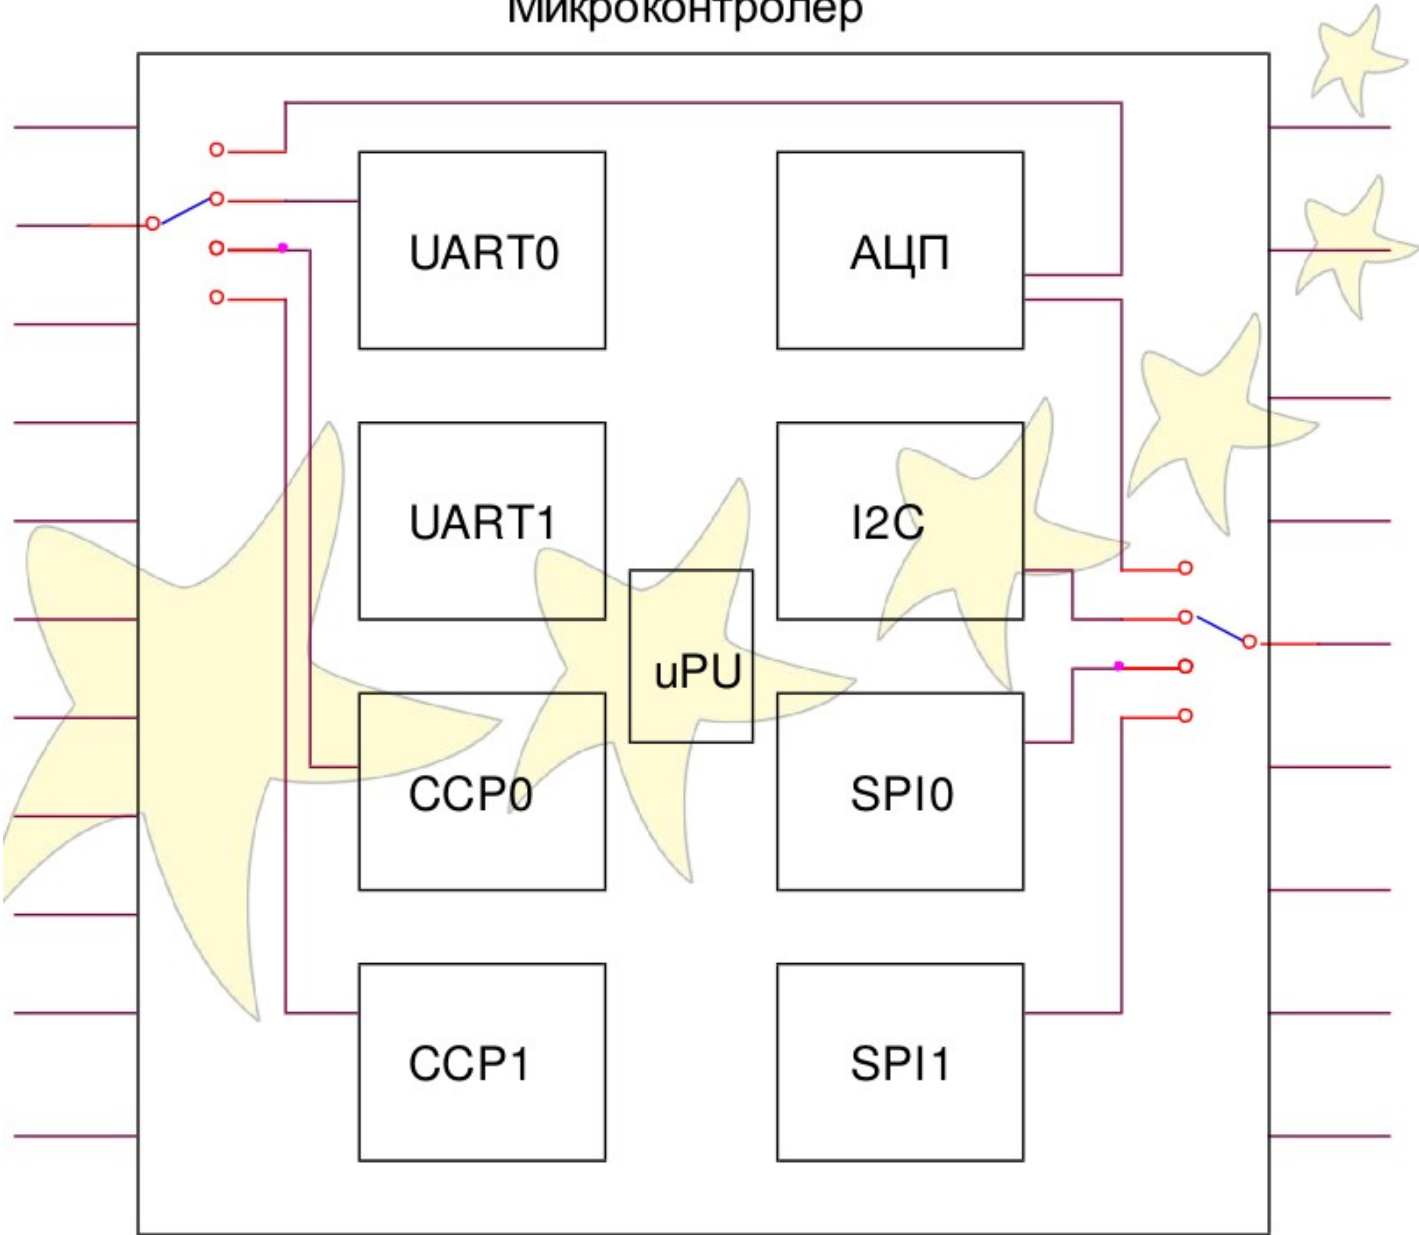 Микроконтролер
UART0
АЦП
UART1
I2C
uPU
CCP0
SPI0
CCP1
SPI1